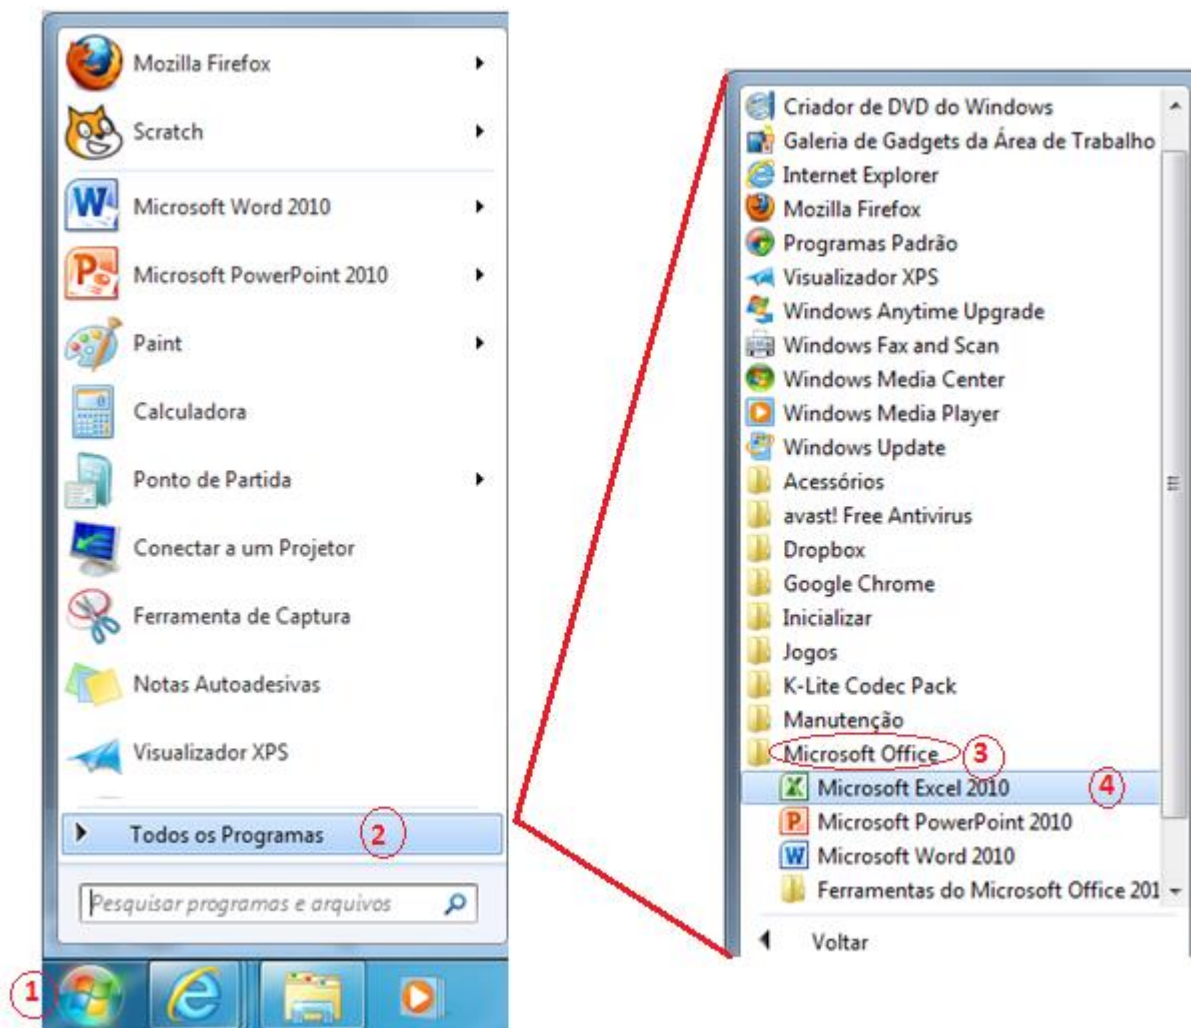 Mozilla Firefox
Scratch
Microsoft Word 2010
Microsoft PowerPoint 2010
Paint
Calculadora
Ponto de Partida
Conectar a um Projetor
Ferramenta de Captura
Notas Autoadesivas
Visualizador XPS
Todos os Programas 2
Pesquisar programas e arquivos
1
Criador de DVD do Windows
Galeria de Gadgets da Área de Trabalho
Internet Explorer
Mozilla Firefox
Programas Padrão
Visualizador XPS
Windows Anytime Upgrade
Windows Fax and Scan
Windows Media Center
Windows Media Player
Windows Update
Acessórios
avast! Free Antivirus
Dropbox
Google Chrome
Inicializar
Jogos
K-Lite Codec Pack
Manutenção
Microsoft Office 3
Microsoft Excel 2010 4
Microsoft PowerPoint 2010
Microsoft Word 2010
Ferramentas do Microsoft Office 201
Voltar